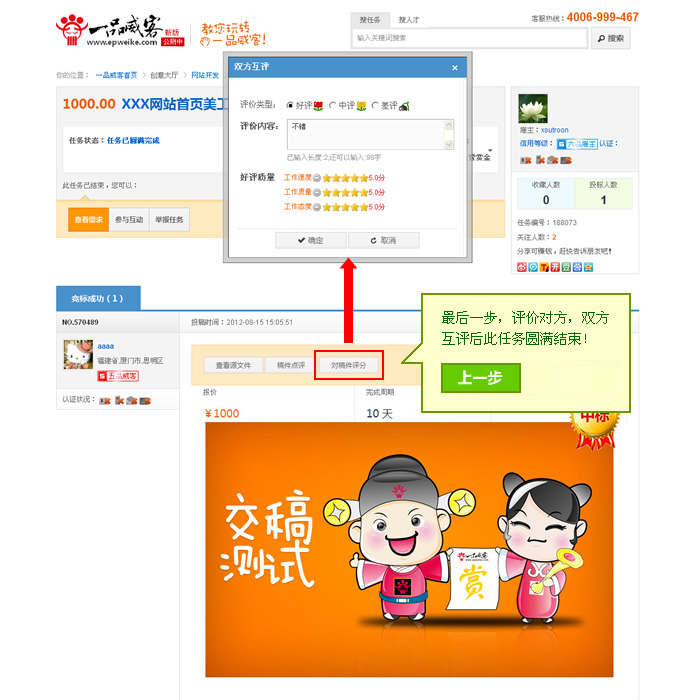 一品威客 新版 公测中
www.epweike.com
教您玩转
一品威客!
搜任务 搜人才
客服热线：4006-999-467
输入关键词搜索
搜索
你的位置： 一品威客首页 > 创意大厅 > 网站开发
1000.00 XXX网站首页美工
任务状态：任务已圆满完成
赏金
此任务已结束，您可以：
查看需求 参与互动 举报任务
双方互评 ×
评价类型： 好评 中评 差评
评价内容： 不错
已输入长度:2,还可以输入:98字
好评质量
工作速度 5.0分
工作质量 5.0分
工作态度 5.0分
确定 取消
雇主：xsutroon
信用等级： 大品雇主 认证：
收藏人数 投标人数
0 1
任务编号：188073
关注人数：2
分享可赚钱，赶快告诉朋友吧!
竞标成功（1）
NO.570489
投稿时间：2012-08-15 15:05:51
aaaa
福建省,厦门市,思明区
五品威客
认证状况：
查看源文件 稿件点评 对稿件评分
最后一步，评价对方，双方
互评后此任务圆满结束!
上一步
报价 完成周期
￥1000 10 天
中标
交稿
测试
一品威客
www.epweike.com
赏